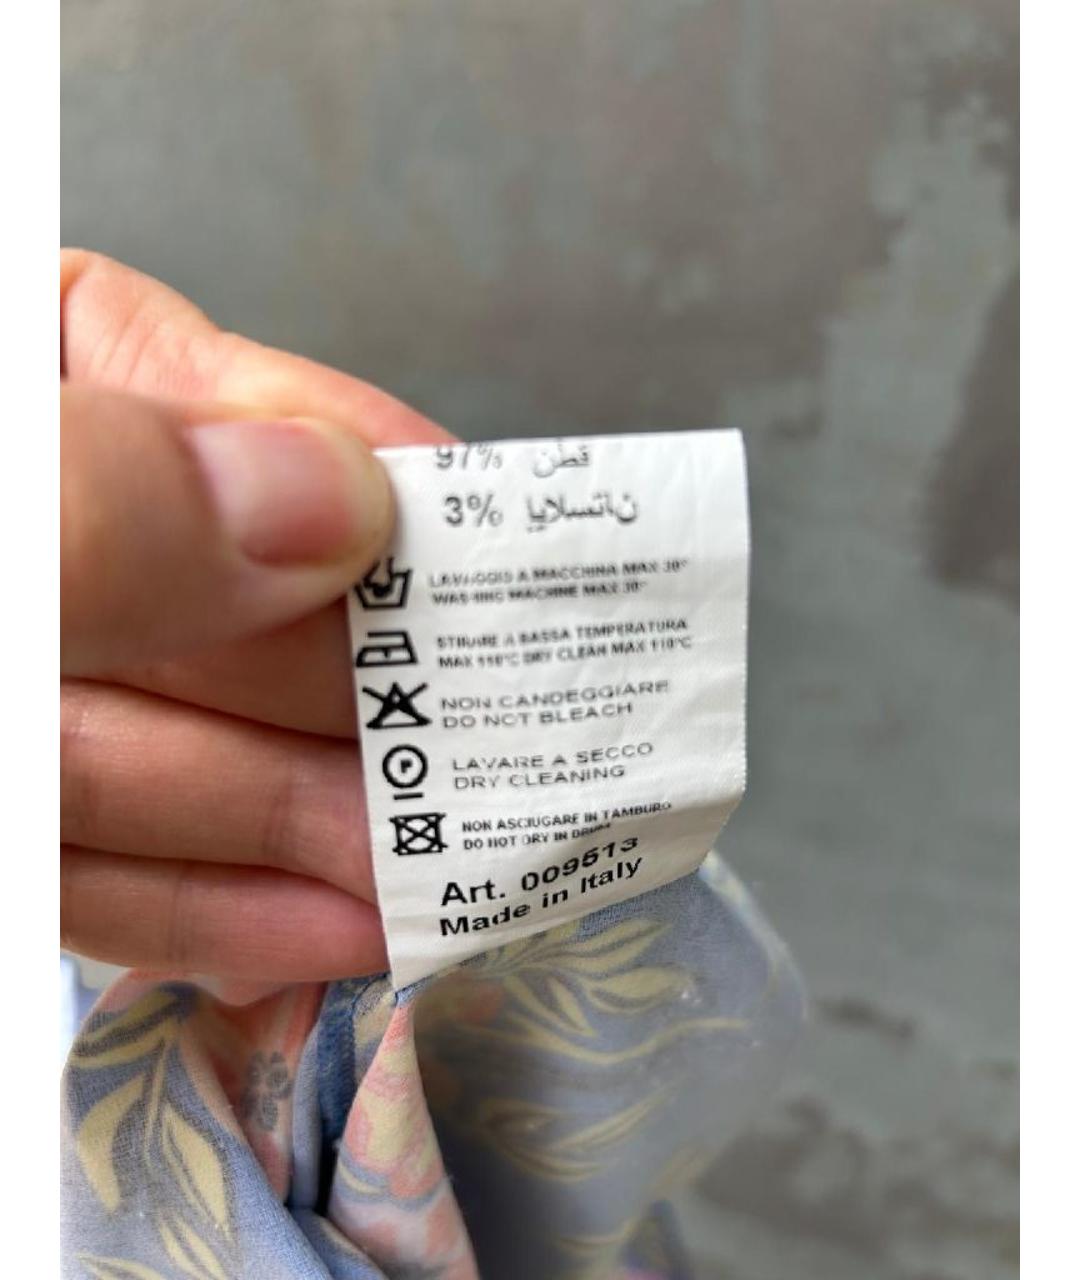 97% قطن
3% ناتسلايا
LAVAGGIO A MACCHINA MAX 30°
WASHING MACHINE MAX 30°
STIRARE A BASSA TEMPERATURA
MAX 110°C DRY CLEAN MAX 110°C
NON CANDEGGIARE
DO NOT BLEACH
P
LAVARE A SECCO
DRY CLEANING
NON ASCIUGARE IN TAMBURO
DO NOT DRY IN DRUM
Art. 009513
Made in Italy